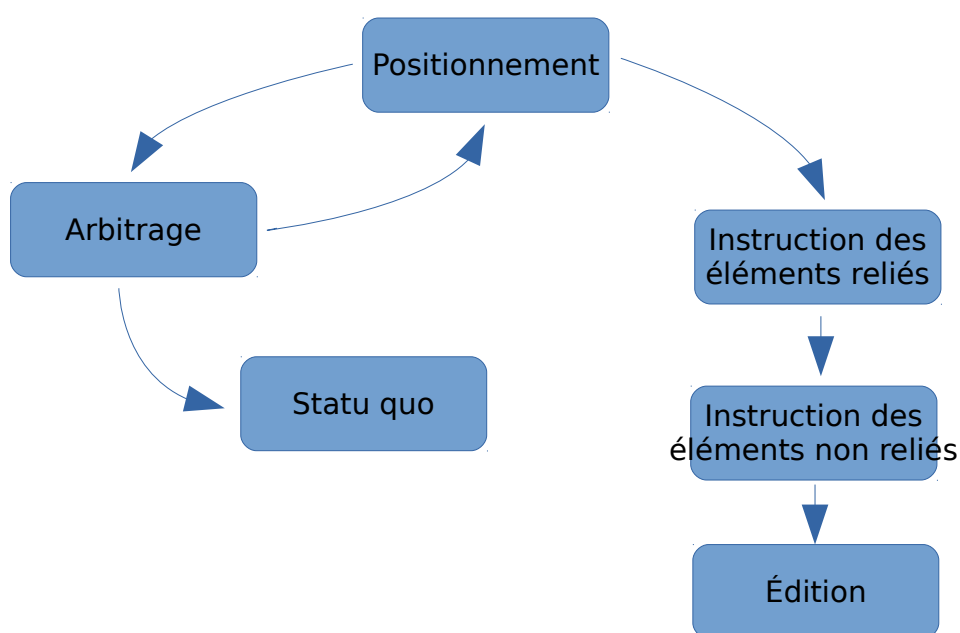 Positionnement
Arbitrage
Instruction des
éléments reliés
Statu quo
Instruction des
éléments non reliés
Édition